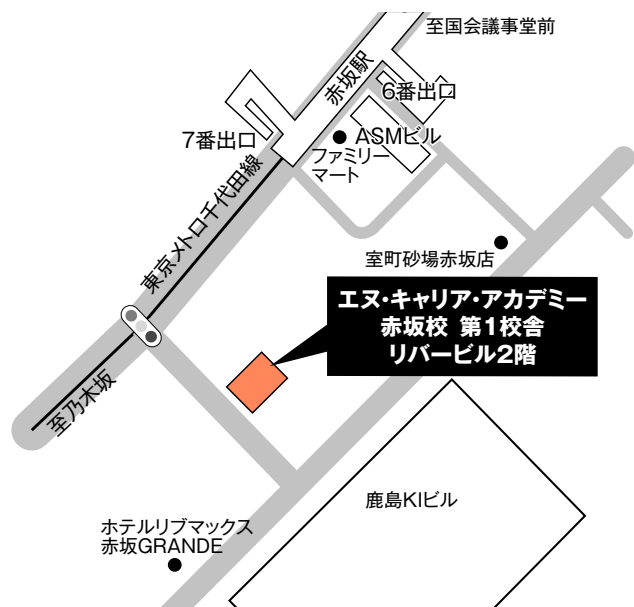 至国会議事堂前
赤坂駅
6番出口
7番出口
ASMビル
ファミリー
マート
東京メトロ千代田線
室町砂場赤坂店
エヌ・キャリア・アカデミー
赤坂校 第1校舎
リバービル2階
至乃木坂
鹿島KIビル
ホテルリブマックス
赤坂GRANDE